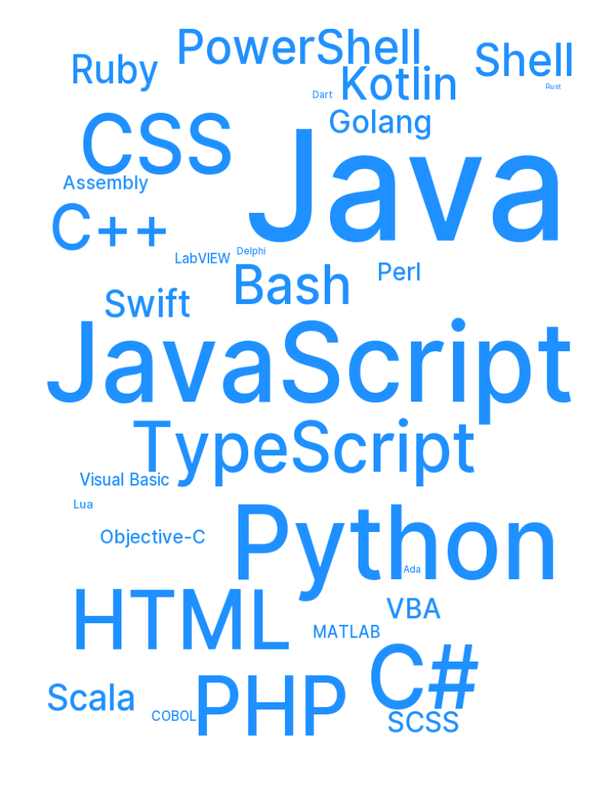 PowerShell
Ruby
Shell
Kotlin
Rust
Dart
Golang
CSS
Java
Assembly
C++
Delphi
LabVIEW
Perl
Bash
Swift
JavaScript
TypeScript
Visual Basic
Lua
Python
Objective-C
Ada
HTML
VBA
MATLAB
C#
Scala
PHP
COBOL
SCSS